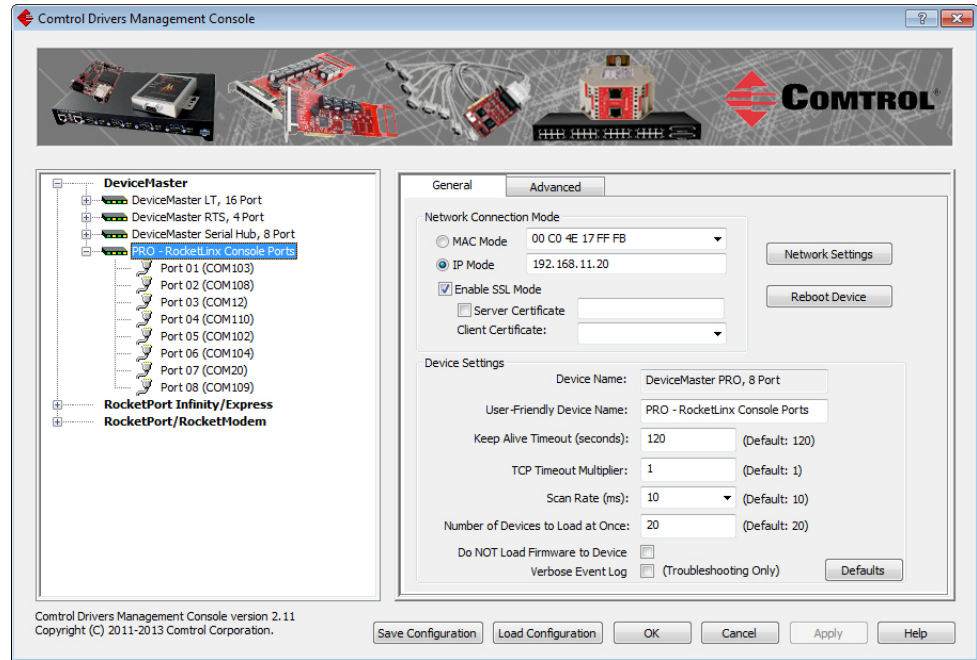 Comtrol Drivers Management Console
COMTROL
DeviceMaster
DeviceMaster LT, 16 Port
DeviceMaster RTS, 4 Port
DeviceMaster Serial Hub, 8 Port
PRO - RocketLinx Console Ports
Port 01 (COM103)
Port 02 (COM108)
Port 03 (COM12)
Port 04 (COM110)
Port 05 (COM102)
Port 06 (COM104)
Port 07 (COM20)
Port 08 (COM109)
RocketPort Infinity/Express
RocketPort/RocketModem
General Advanced
Network Connection Mode
MAC Mode 00 C0 4E 17 FF FB
IP Mode 192.168.11.20
Enable SSL Mode
Server Certificate
Client Certificate:
Network Settings
Reboot Device
Device Settings
Device Name: DeviceMaster PRO, 8 Port
User-Friendly Device Name: PRO - RocketLinx Console Ports
Keep Alive Timeout (seconds): 120 (Default: 120)
TCP Timeout Multiplier: 1 (Default: 1)
Scan Rate (ms): 10 (Default: 10)
Number of Devices to Load at Once: 20 (Default: 20)
Do NOT Load Firmware to Device
Verbose Event Log (Troubleshooting Only) Defaults
Comtrol Drivers Management Console version 2.11
Copyright (C) 2011-2013 Comtrol Corporation.
Save Configuration Load Configuration OK Cancel Apply Help